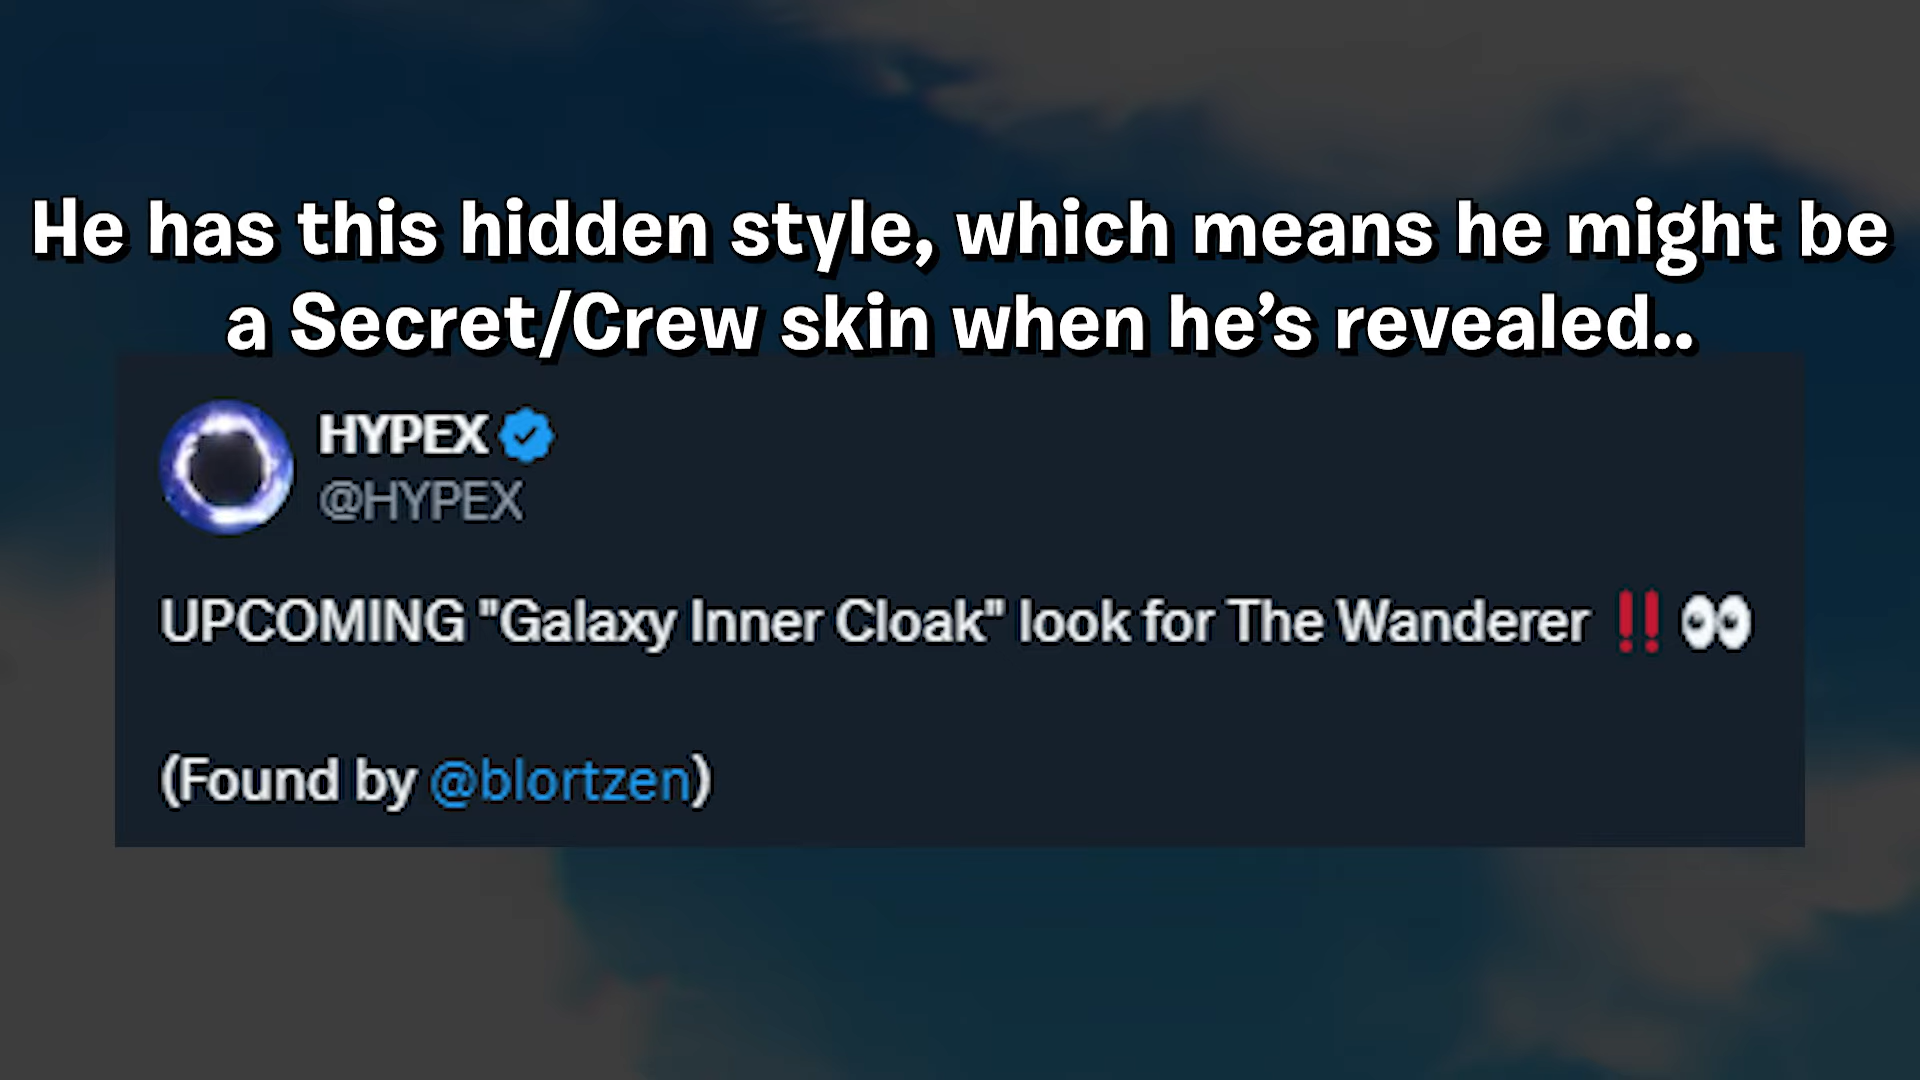 He has this hidden style, which means he might be
a Secret/Crew skin when he’s revealed..
HYPEX
@HYPEX
UPCOMING "Galaxy Inner Cloak" look for The Wanderer ‼️ 👀
(Found by @blortzen)